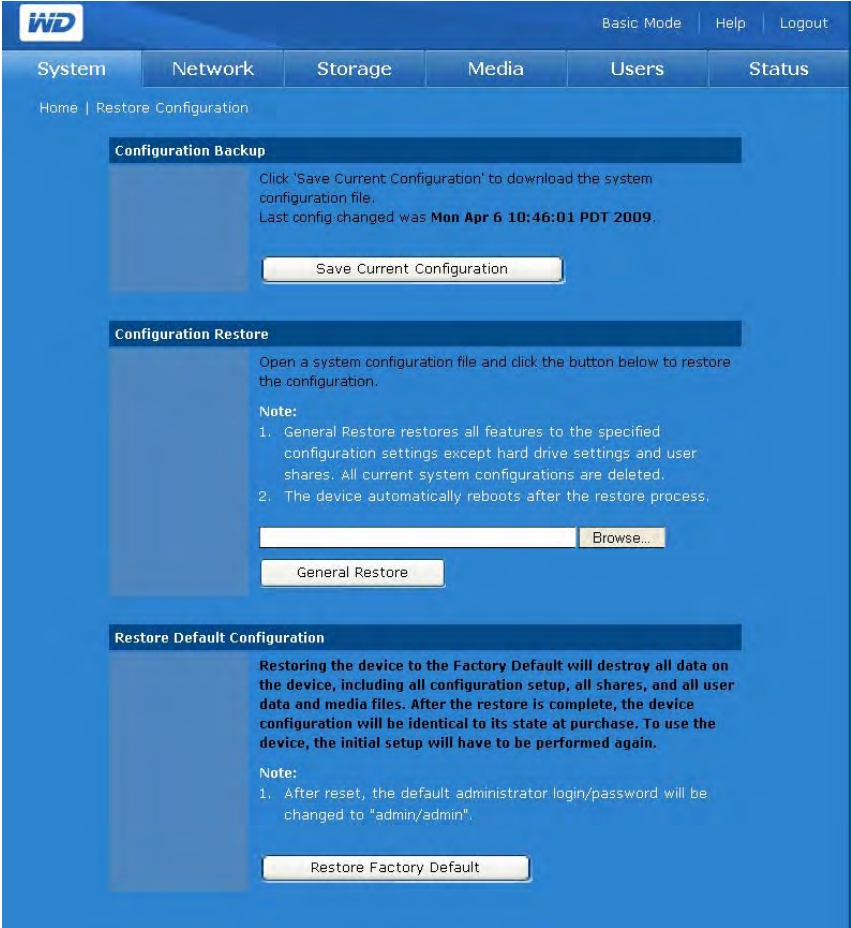 WD
Basic Mode | Help | Logout
System Network Storage Media Users Status
Home | Restore Configuration
Configuration Backup
Click 'Save Current Configuration' to download the system
configuration file.
Last config changed was Mon Apr 6 10:46:01 PDT 2009.
Save Current Configuration
Configuration Restore
Open a system configuration file and click the button below to restore
the configuration.
Note:
1. General Restore restores all features to the specified
configuration settings except hard drive settings and user
shares. All current system configurations are deleted.
2. The device automatically reboots after the restore process.
Browse...
General Restore
Restore Default Configuration
Restoring the device to the Factory Default will destroy all data on
the device, including all configuration setup, all shares, and all user
data and media files. After the restore is complete, the device
configuration will be identical to its state at purchase. To use the
device, the initial setup will have to be performed again.
Note:
1. After reset, the default administrator login/password will be
changed to "admin/admin".
Restore Factory Default